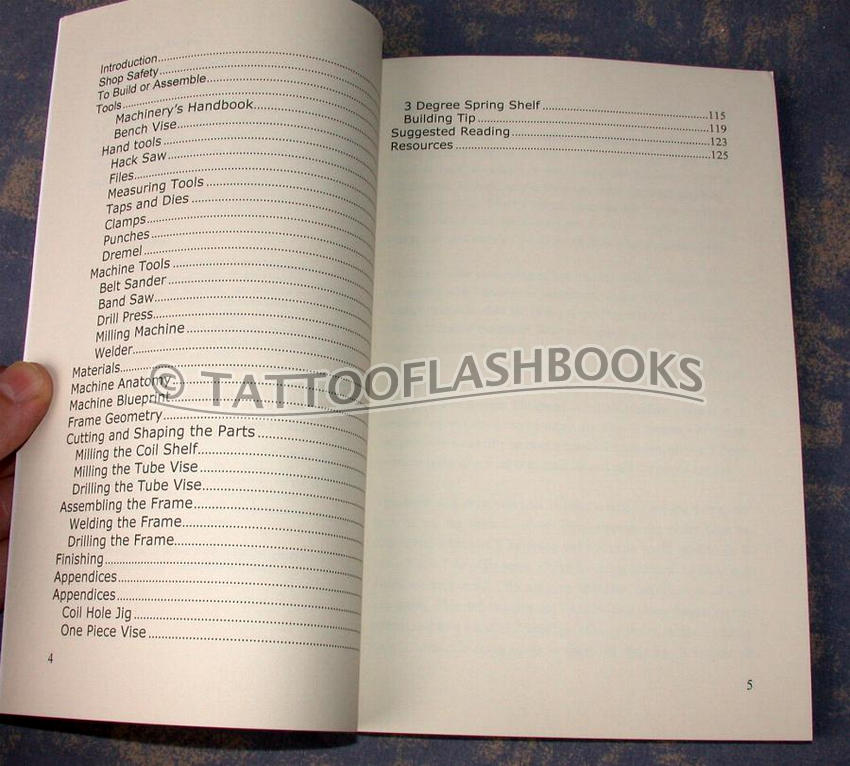 Introduction
Shop Safety
To Build or Assemble
Tools
Machinery's Handbook
Bench Vise
Hand tools
Hack Saw
Files
Measuring Tools
Taps and Dies
Clamps
Punches
Dremel
Machine Tools
Belt Sander
Band Saw
Drill Press
Milling Machine
Welder
Materials
Machine Anatomy
Machine Blueprint
Frame Geometry
Cutting and Shaping the Parts
Milling the Coil Shelf
Milling the Tube Vise
Drilling the Tube Vise
Assembling the Frame
Welding the Frame
Drilling the Frame
Finishing
Appendices
Appendices
Coil Hole Jig
One Piece Vise
4
3 Degree Spring Shelf 115
Building Tip 119
Suggested Reading 123
Resources 125
5
© TATTOOFLASHBOOKS